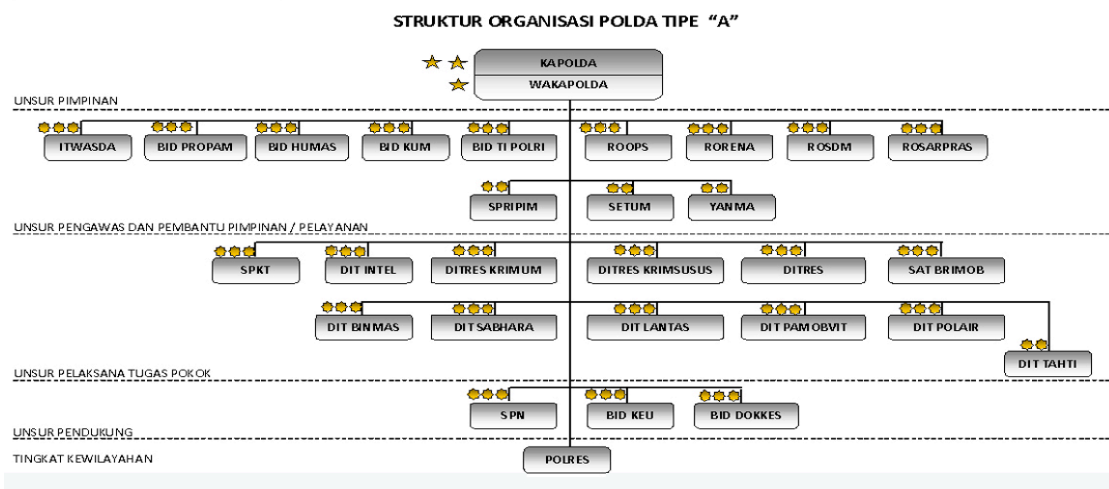 STRUKTUR ORGANISASI POLDA TIPE “A”
KAPOLDA
WAKAPOLDA
UNSUR PIMPINAN
ITWASDA
BID PROPAM
BID HUMAS
BID KUM
BID TI POLRI
ROOPS
RORENA
ROSDM
ROSARPRAS
SPRIPIM
SETUM
YANMA
UNSUR PENGAWAS DAN PEMBANTU PIMPINAN / PELAYANAN
SPKT
DIT INTEL
DITRES KRIMUM
DITRES KRIMSUSUS
DITRES
SAT BRIMOB
DIT BINMAS
DIT SABHARA
DIT LANTAS
DIT PAMOBVIT
DIT POLAIR
DIT TAHTI
UNSUR PELAKSANA TUGAS POKOK
SPN
BID KEU
BID DOKKES
UNSUR PENDUKUNG
TINGKAT KEWILAYAHAN
POLRES